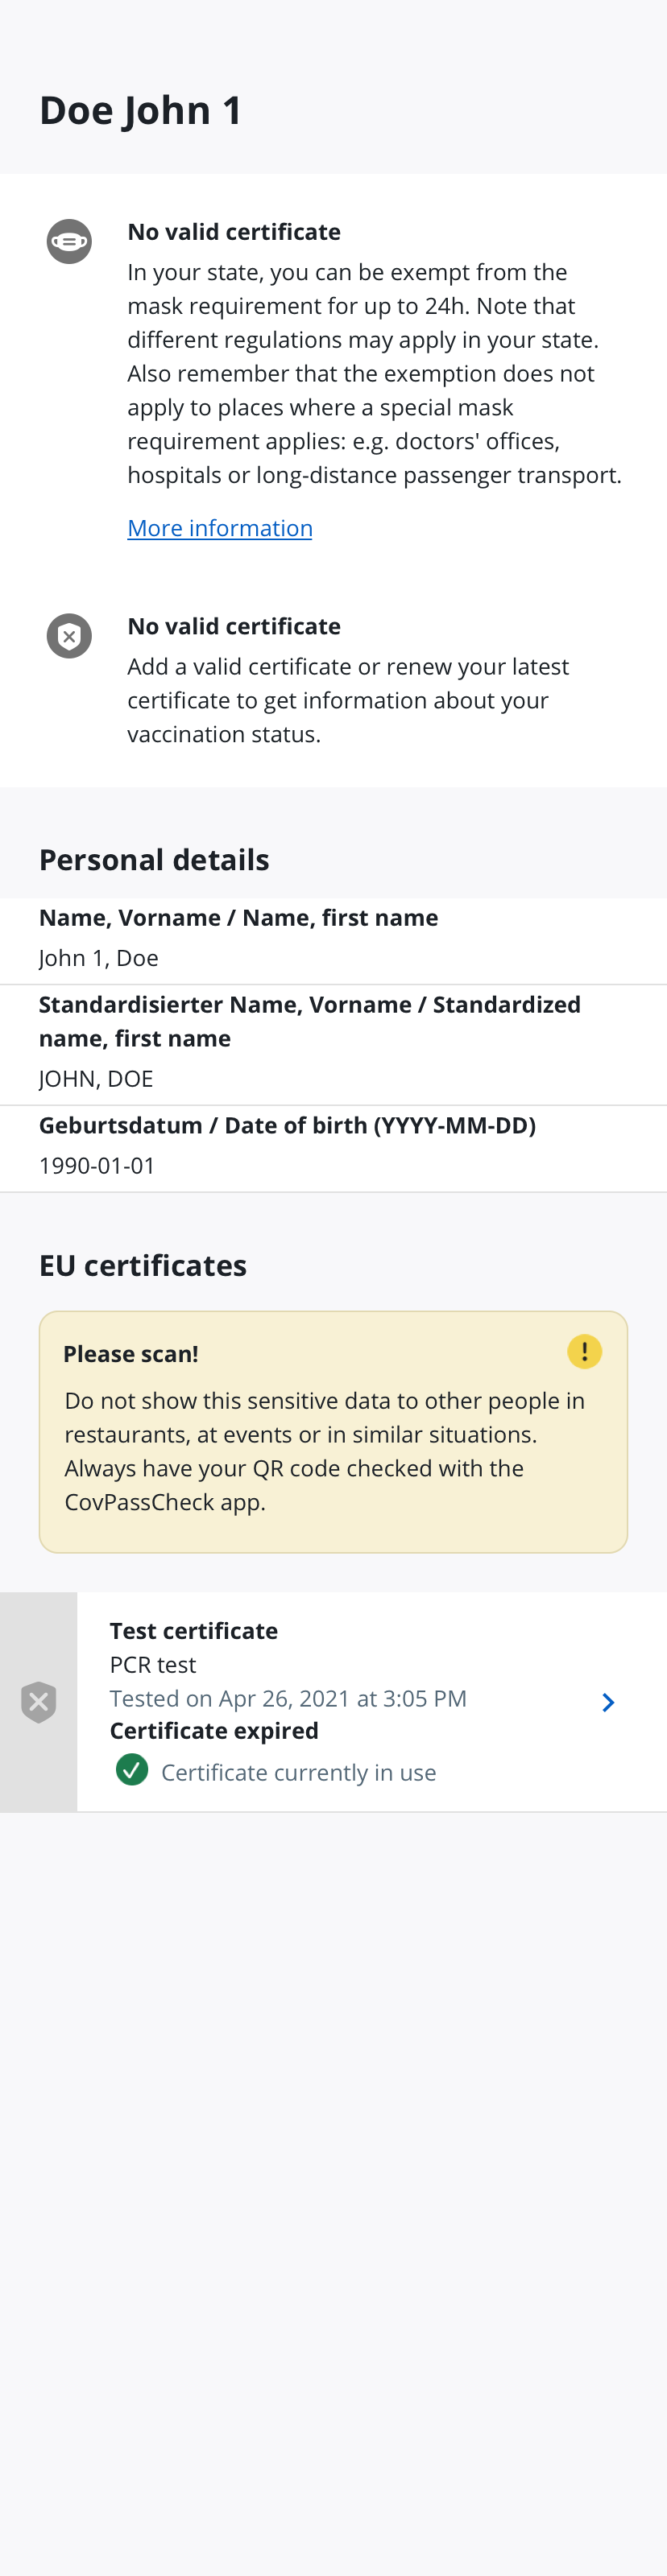 Doe John 1
No valid certificate
In your state, you can be exempt from the
mask requirement for up to 24h. Note that
different regulations may apply in your state.
Also remember that the exemption does not
apply to places where a special mask
requirement applies: e.g. doctors' offices,
hospitals or long-distance passenger transport.
More information
No valid certificate
Add a valid certificate or renew your latest
certificate to get information about your
vaccination status.
Personal details
Name, Vorname / Name, first name
John 1, Doe
Standardisierter Name, Vorname / Standardized
name, first name
JOHN, DOE
Geburtsdatum / Date of birth (YYYY-MM-DD)
1990-01-01
EU certificates
Please scan!
Do not show this sensitive data to other people in
restaurants, at events or in similar situations.
Always have your QR code checked with the
CovPassCheck app.
Test certificate
PCR test
Tested on Apr 26, 2021 at 3:05 PM
Certificate expired
Certificate currently in use